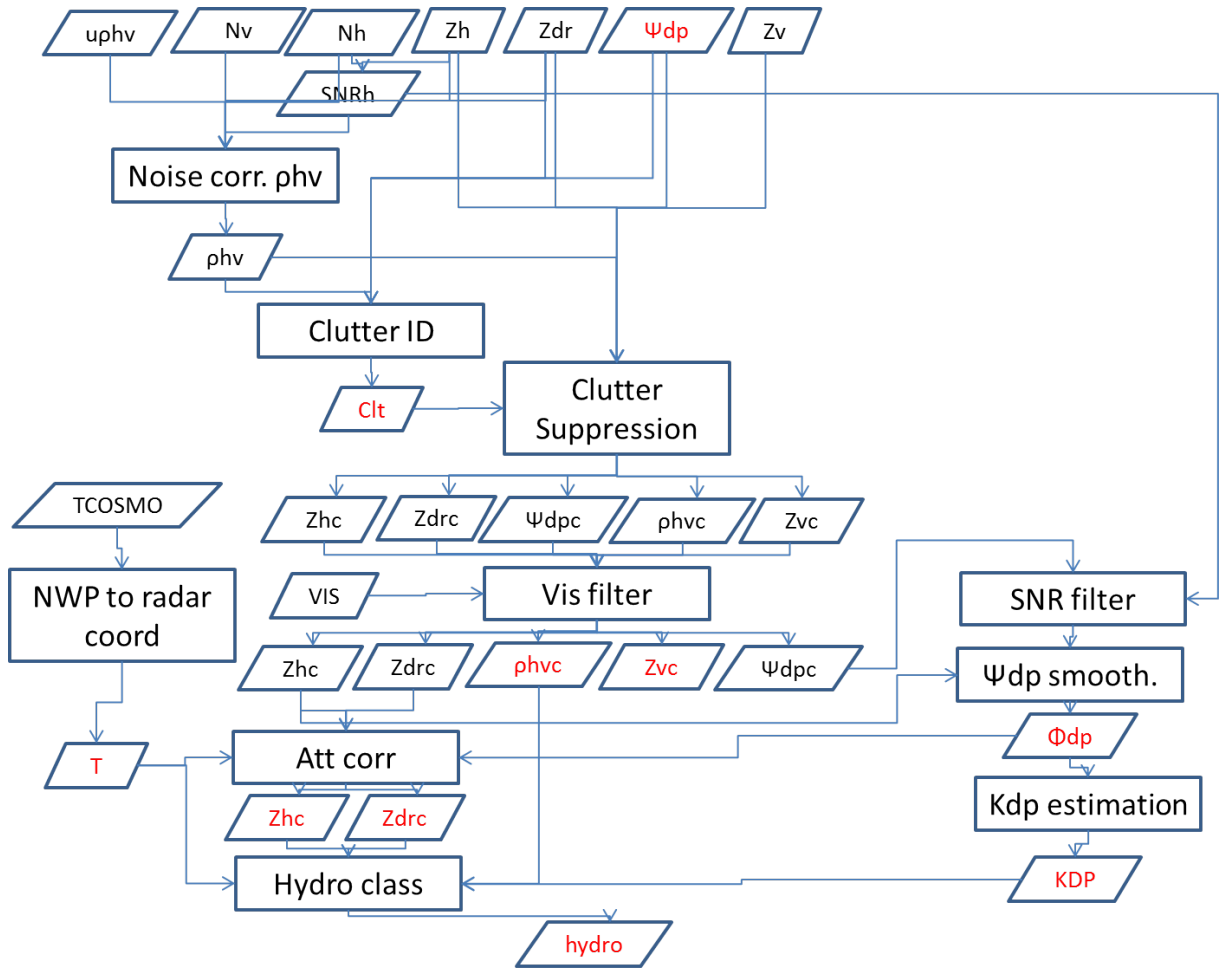 uρhv
Nv
Nh
Zh
Zdr
Ψdp
Zv
SNRh
Noise corr. ρhv
ρhv
Clutter ID
Clt
Clutter
Suppression
TCOSMO
Zhc
Zdrc
Ψdpc
ρhvc
Zvc
NWP to radar
coord
VIS
Vis filter
SNR filter
Zhc
Zdrc
ρhvc
Zvc
Ψdpc
Ψdp smooth.
T
Att corr
Φdp
Zhc
Zdrc
Kdp estimation
Hydro class
KDP
hydro